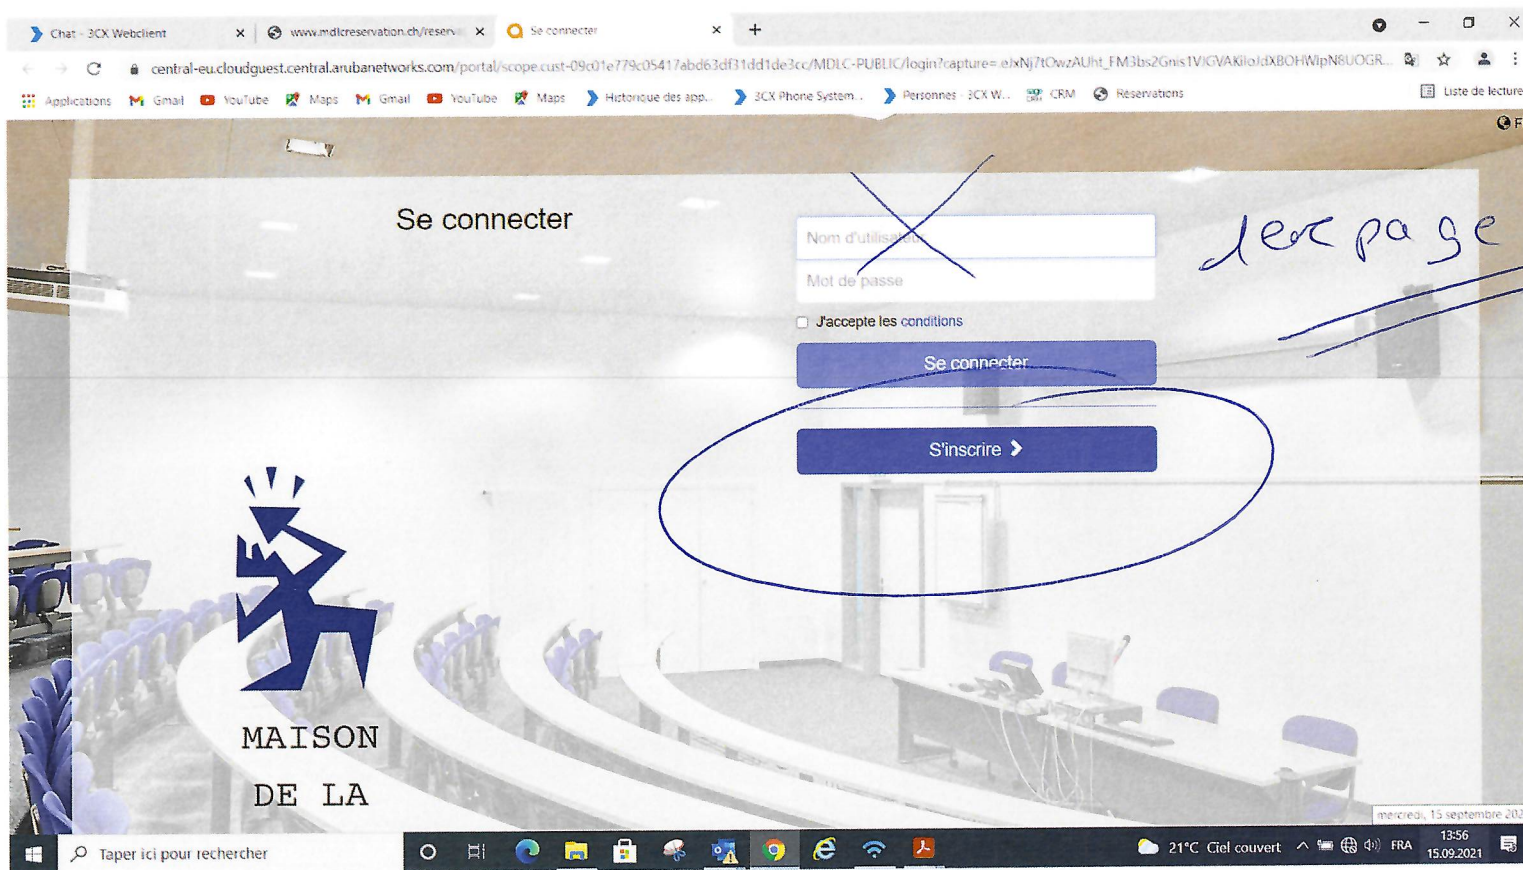 Chat - 3CX Webclient
www.mdlcreservation.ch/reserv
Se connecter
central-eu.cloudguest.central.arubanetworks.com/portal/scope.cust-09c01e779c05417abd63df31dd1de3cc/MDLC-PUBLIC/login?capture=
Applications Gmail YouTube Maps Gmail YouTube Maps Historique des app... 3CX Phone System... Personnes - 3CX W... CRM Reservations Liste de lecture
F
Se connecter
Nom d'utilisateur
Mot de passe
J'accepte les conditions
Se connecter
S'inscrire
page
MAISON
DE LA
mercredi, 15 septembre 202
Taper ici pour rechercher
21°C Ciel couvert FRA
13:56
15.09.2021